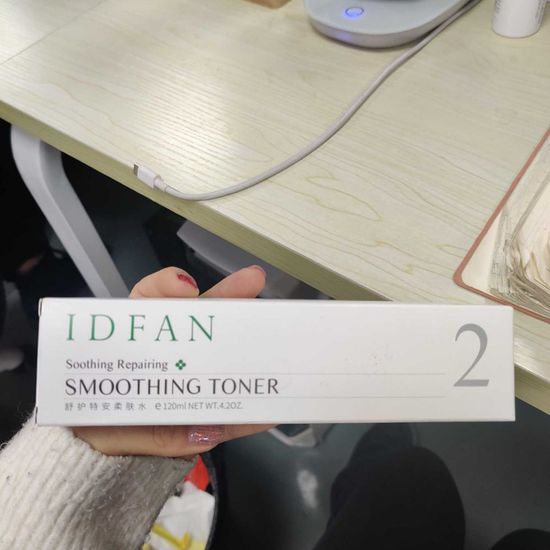 IDFAN
Soothing Repairing
SMOOTHING TONER
舒护特安柔肤水 ℮120ml NET WT.4.2OZ.
2